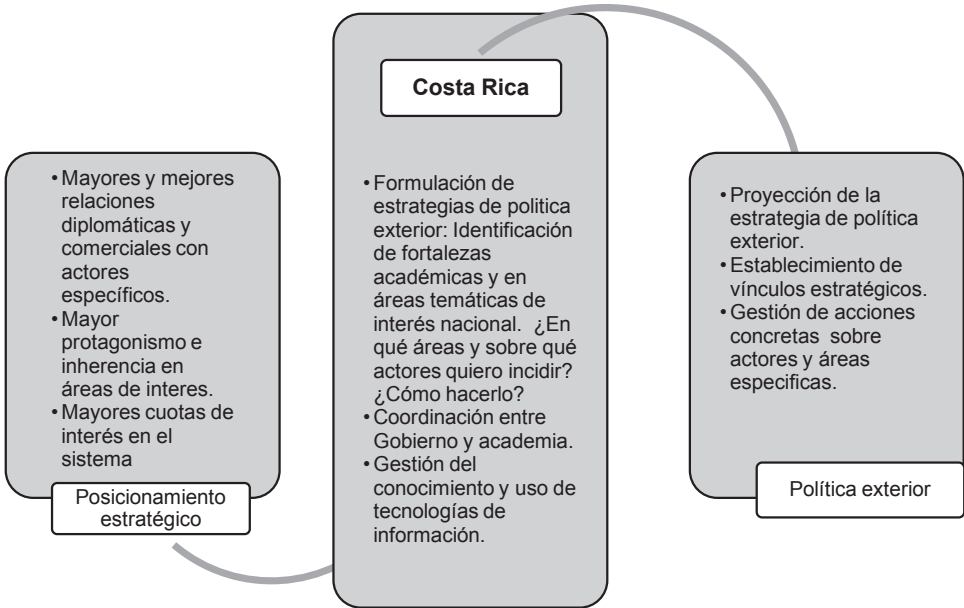 • Mayores y mejores
relaciones
diplomáticas y
comerciales con
actores
específicos.
• Mayor
protagonismo e
inherencia en
áreas de interes.
• Mayores cuotas de
interés en el
sistema
Posicionamiento
estratégico
Costa Rica
• Formulación de
estrategias de politica
exterior: Identificación
de fortalezas
académicas y en
áreas temáticas de
interés nacional. ¿En
qué áreas y sobre qué
actores quiero incidir?
¿Cómo hacerlo?
• Coordinación entre
Gobierno y academia.
• Gestión del
conocimiento y uso de
tecnologías de
información.
• Proyección de la
estrategia de política
exterior.
• Establecimiento de
vínculos estratégicos.
• Gestión de acciones
concretas sobre
actores y áreas
especificas.
Política exterior